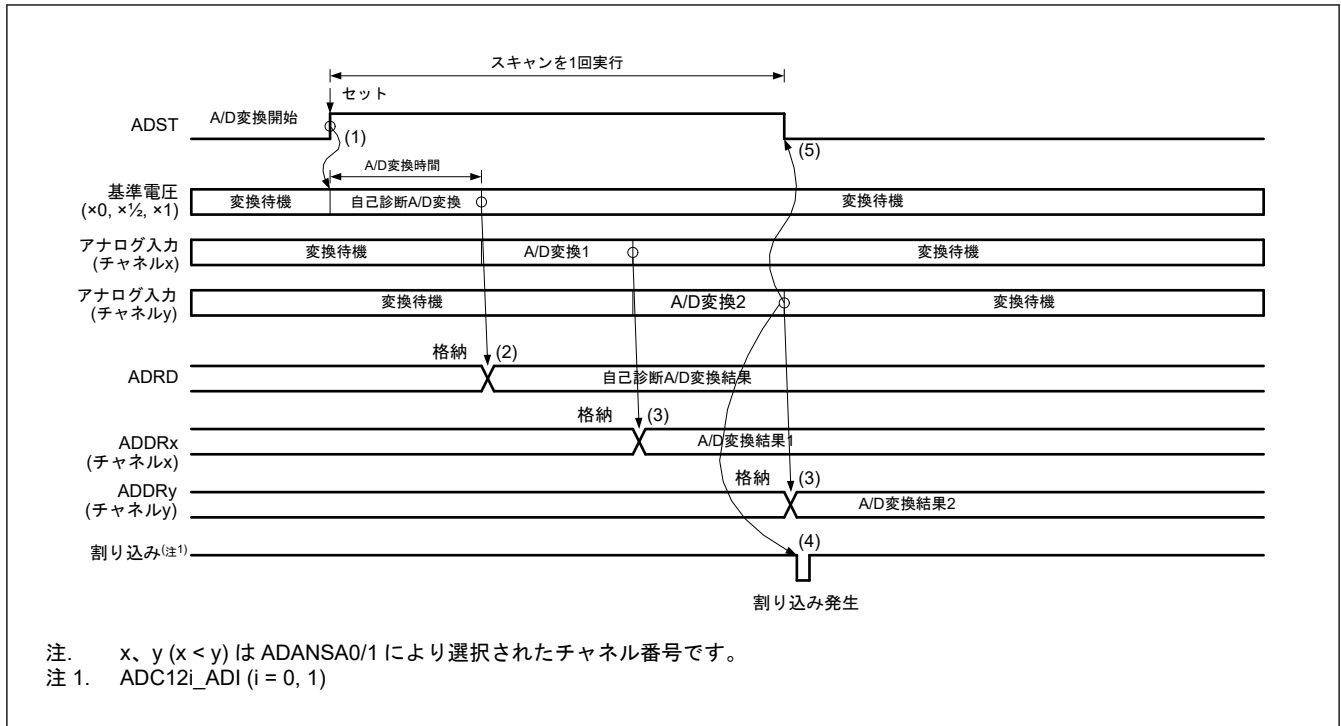 スキャンを1回実行
セット
ADST
A/D変換開始
(1)
(5)
A/D変換時間
基準電圧
(×0, ×½, ×1)
変換待機
自己診断A/D変換
変換待機
アナログ入力
(チャネルx)
変換待機
A/D変換1
変換待機
アナログ入力
(チャネルy)
変換待機
A/D変換2
変換待機
格納
(2)
ADRD
自己診断A/D変換結果
格納
(3)
ADDRx
(チャネルx)
A/D変換結果1
格納
(3)
ADDRy
(チャネルy)
A/D変換結果2
割り込み(注1)
(4)
割り込み発生
注. x、y (x < y) は ADANSA0/1 により選択されたチャネル番号です。
注 1. ADC12i_ADI (i = 0, 1)